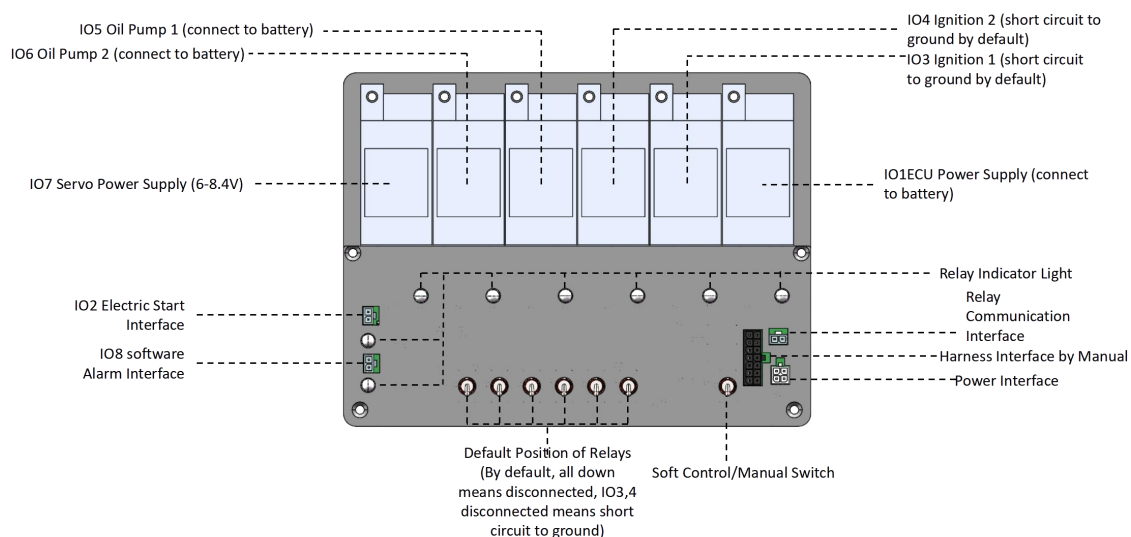 IO5 Oil Pump 1 (connect to battery)
IO6 Oil Pump 2 (connect to battery)
IO4 Ignition 2 (short circuit to
ground by default)
IO3 Ignition 1 (short circuit
to ground by default)
IO7 Servo Power Supply (6-8.4V)
IO1ECU Power Supply (connect
to battery)
Relay Indicator Light
IO2 Electric Start
Interface
Relay
Communication
Interface
IO8 software
Alarm Interface
Harness Interface by Manual
Power Interface
Default Position of Relays
(By default, all down
means disconnected, IO3,4
disconnected means short
circuit to ground)
Soft Control/Manual Switch